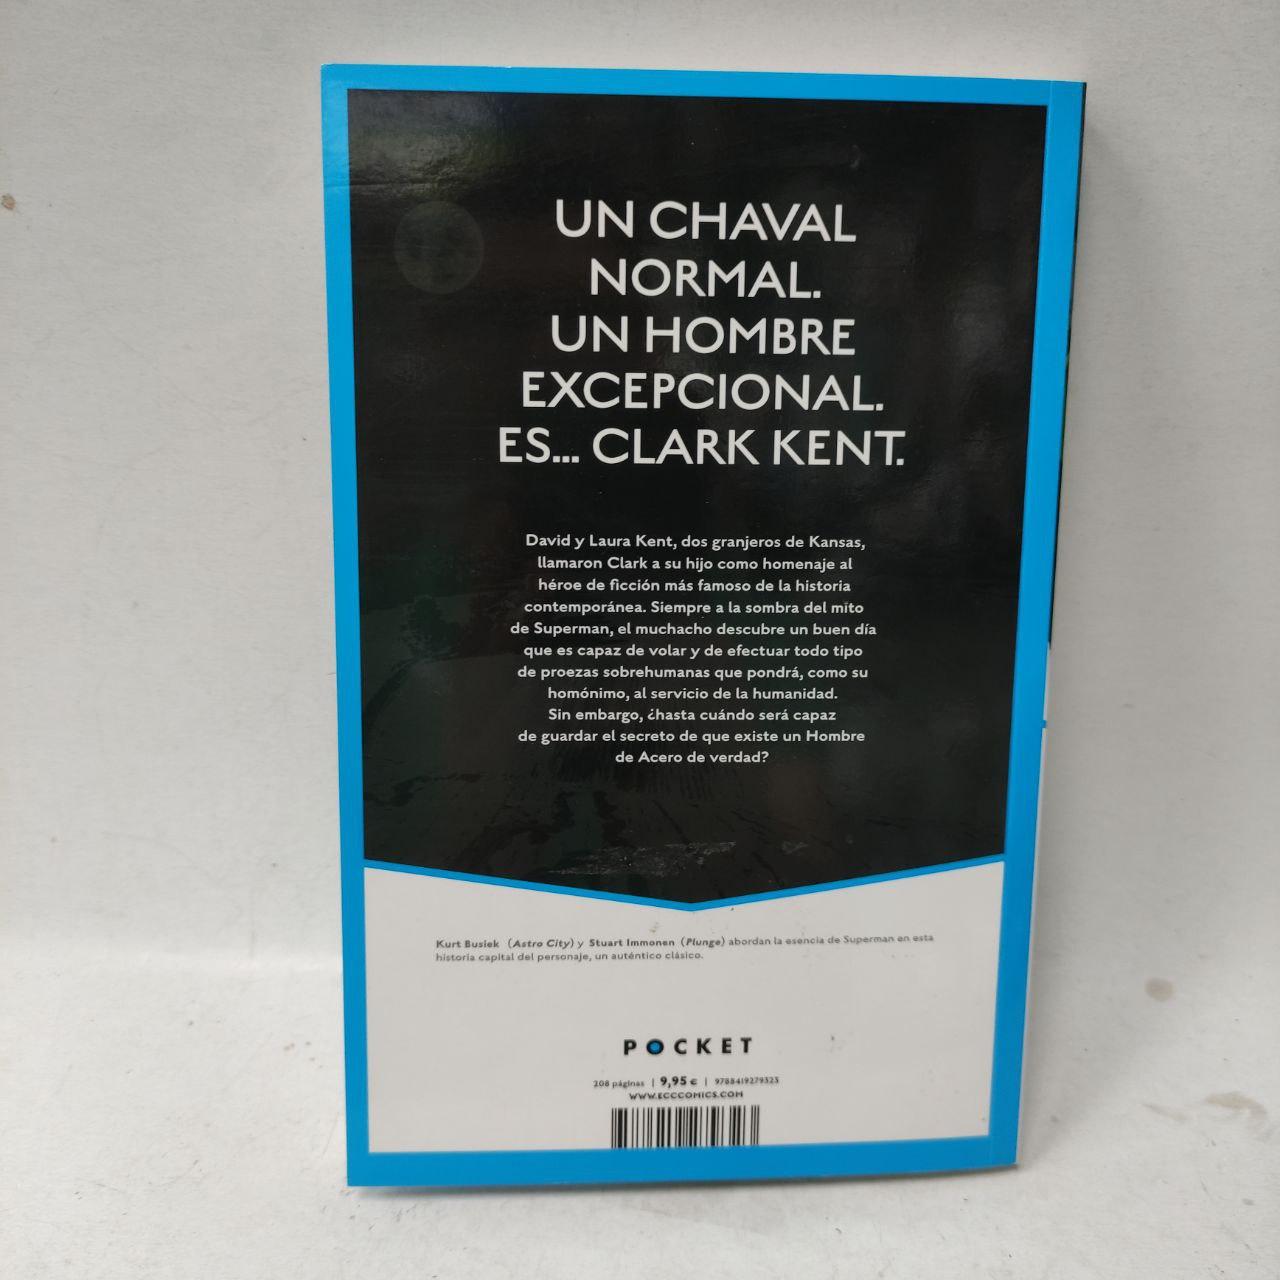 UN CHAVAL
NORMAL.
UN HOMBRE
EXCEPCIONAL.
ES... CLARK KENT.
David y Laura Kent, dos granjeros de Kansas,
llamaron Clark a su hijo como homenaje al
héroe de ficción más famoso de la historia
contemporánea. Siempre a la sombra del mito
de Superman, el muchacho descubre un buen día
que es capaz de volar y de efectuar todo tipo
de proezas sobrehumanas que pondrá, como su
homónimo, al servicio de la humanidad.
Sin embargo, ¿hasta cuándo será capaz
de guardar el secreto de que existe un Hombre
de Acero de verdad?
Kurt Busiek (Astro City) y Stuart Immonen (Plunge) abordan la esencia de Superman en esta
historia capital del personaje, un auténtico clásico.
POCKET
208 páginas | 9,95 € | 9788419279323
WWW.ECCCOMICS.COM